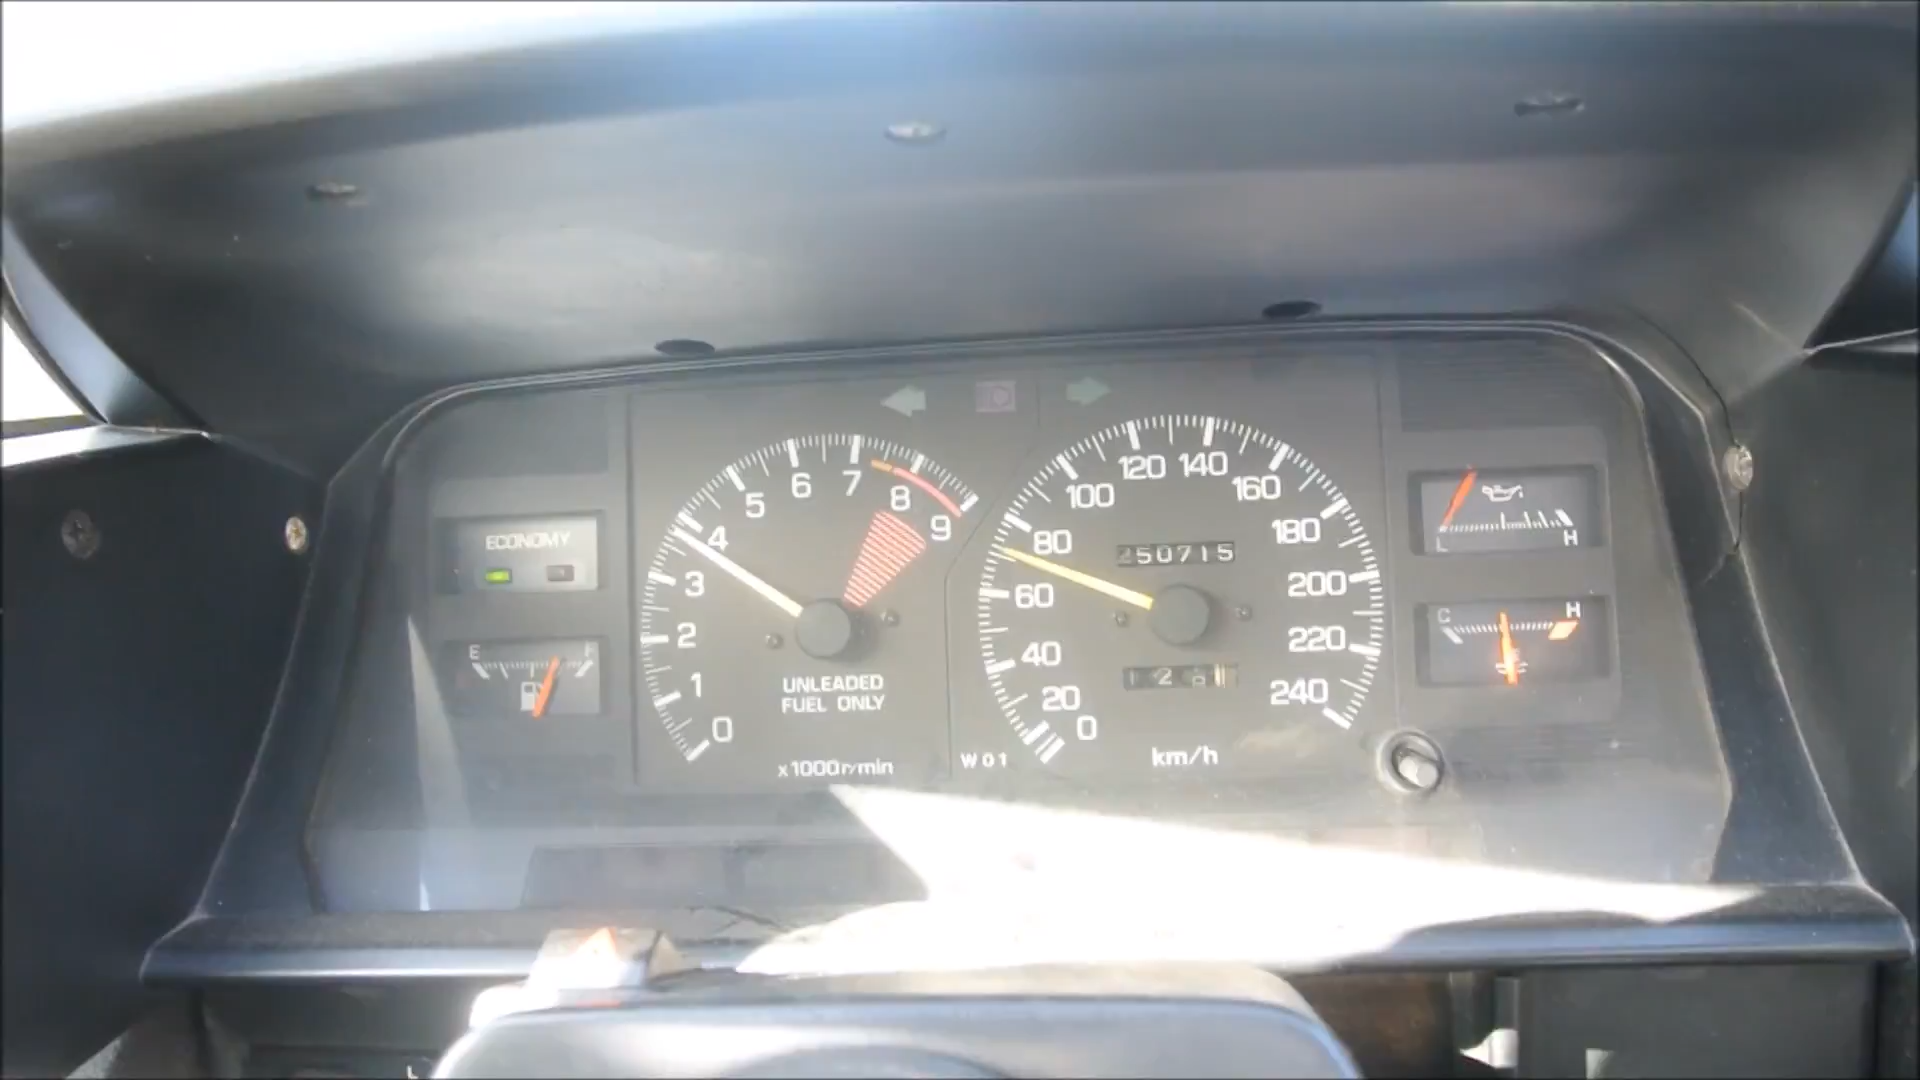 ECONOMY
E F
0 1 2 3 4 5 6 7 8 9
UNLEADED
FUEL ONLY
x1000r/min
0 20 40 60 80 100 120 140 160 180 200 220 240
250715
km/h
W01
L H
C H
L